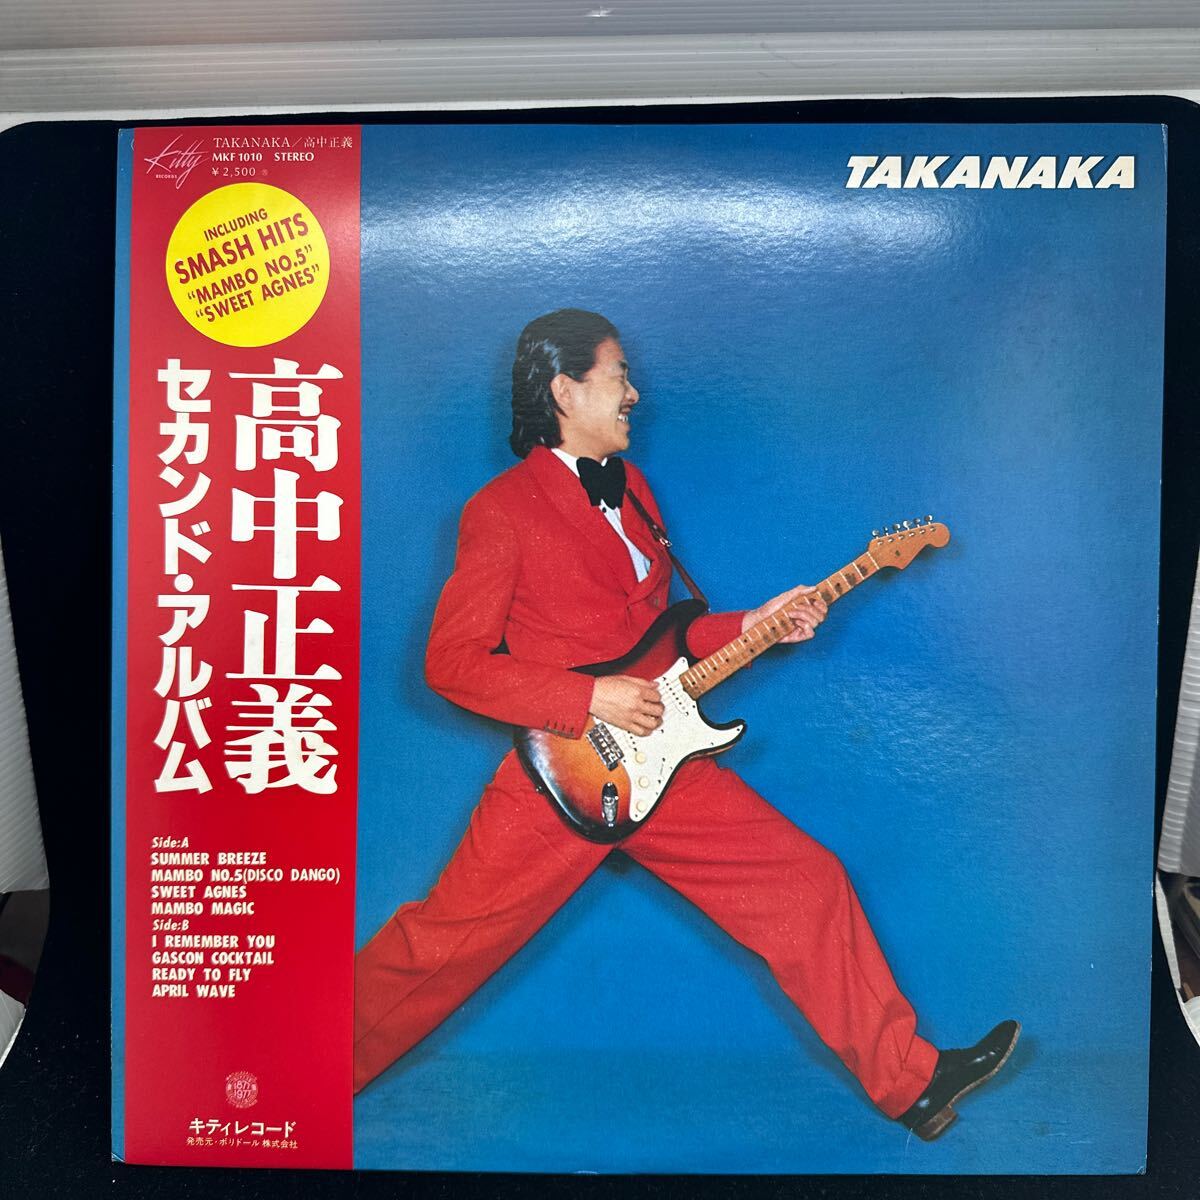 Kitty
RECORDS
TAKANAKA/高中正義
MKF 1010 STEREO
¥2,500
INCLUDING
SMASH HITS
"MAMBO NO.5"
"SWEET AGNES"
高中正義
セカンド・アルバム
Side:A
SUMMER BREEZE
MAMBO NO.5(DISCO DANGO)
SWEET AGNES
MAMBO MAGIC
Side:B
I REMEMBER YOU
GASCON COCKTAIL
READY TO FLY
APRIL WAVE
1877
1977
キティレコード
発売元・ポリドール株式会社
TAKANAKA